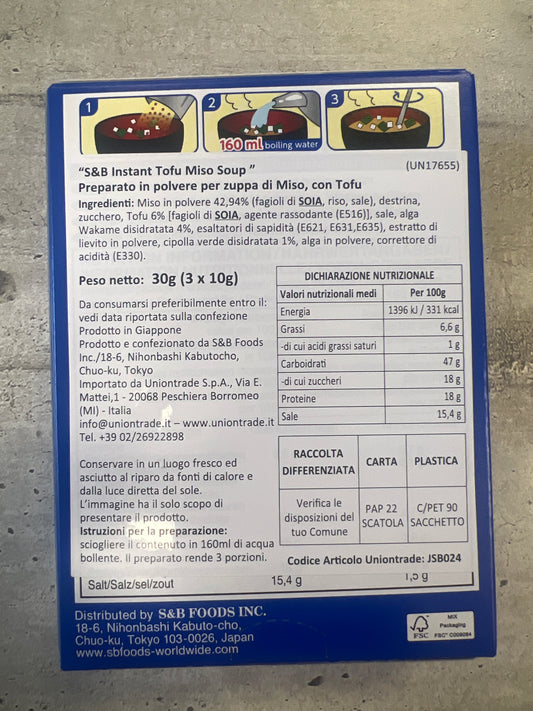 1
2
3
160 ml boiling water
"S&B Instant Tofu Miso Soup "
(UN17655)
Preparato in polvere per zuppa di Miso, con Tofu
Ingredienti: Miso in polvere 42,94% (fagioli di SOIA, riso, sale), destrina,
zucchero, Tofu 6% [fagioli di SOIA, agente rassodante (E516)], sale, alga
Wakame disidratata 4%, esaltatori di sapidità (E621, E631,E635), estratto di
lievito in polvere, cipolla verde disidratata 1%, alga in polvere, correttore di
acidità (E330).
Peso netto: 30g (3 x 10g)
Da consumarsi preferibilmente entro il:
vedi data riportata sulla confezione
Prodotto in Giappone
Prodotto e confezionato da S&B Foods
Inc./18-6, Nihonbashi Kabutocho,
Chuo-ku, Tokyo
Importato da Uniontrade S.p.A., Via E.
Mattei,1 - 20068 Peschiera Borromeo
(MI) - Italia
info@uniontrade.it – www.uniontrade.it
Tel. +39 02/26922898
Conservare in un luogo fresco ed
asciutto al riparo da fonti di calore e
dalla luce diretta del sole.
L'immagine ha il solo scopo di
presentare il prodotto.
Istruzioni per la preparazione:
sciogliere il contenuto in 160ml di acqua
bollente. Il preparato rende 3 porzioni.
DICHIARAZIONE NUTRIZIONALE
Valori nutrizionali medi Per 100g
Energia 1396 kJ / 331 kcal
Grassi 6,6 g
-di cui acidi grassi saturi 1 g
Carboidrati 47 g
-di cui zuccheri 18 g
Proteine 18 g
Sale 15,4 g
RACCOLTA
DIFFERENZIATA
CARTA
PLASTICA
Verifica le
disposizioni del
tuo Comune
PAP 22
SCATOLA
C/PET 90
SACCHETTO
Codice Articolo Uniontrade: JSB024
Salt/Salz/sel/zout 15,4 g 1,5 g
Distributed by S&B FOODS INC.
18-6, Nihonbashi Kabuto-cho,
Chuo-ku, Tokyo 103-0026, Japan
www.sbfoods-worldwide.com
FSC
MIX
Packaging
FSC® C008084